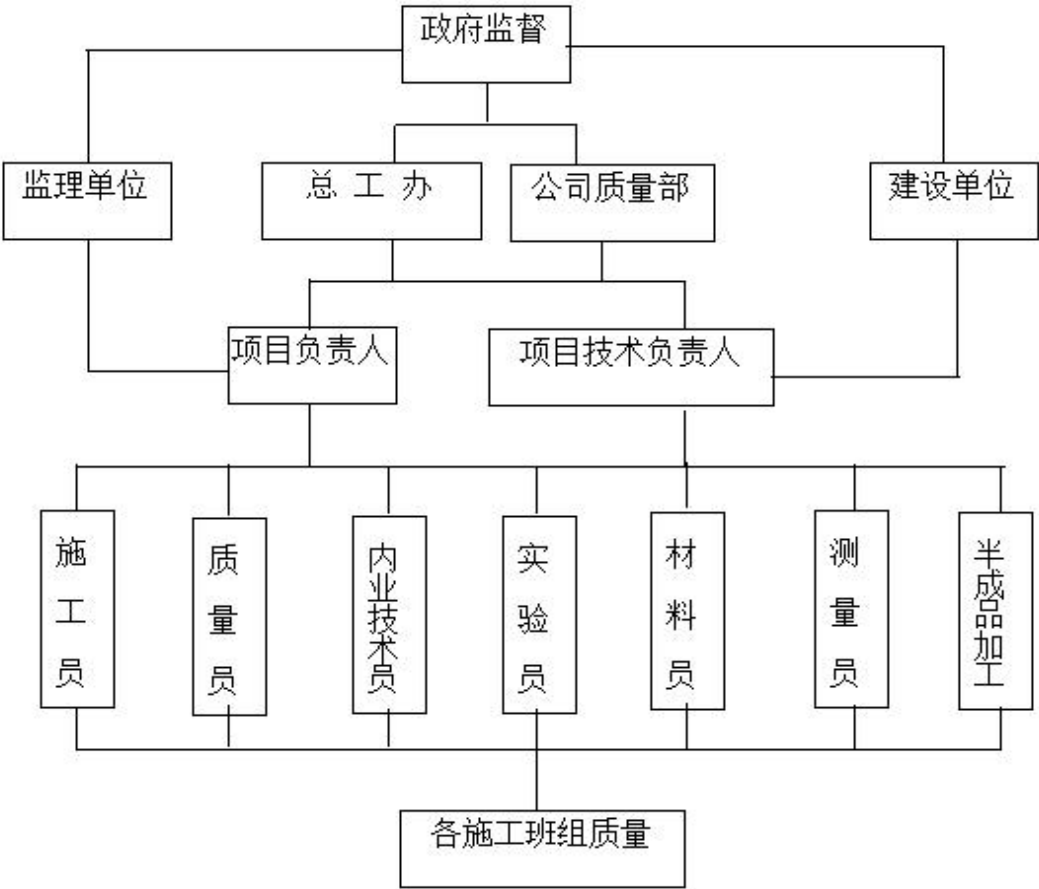 政府监督
监理单位
总 工 办
公司质量部
建设单位
项目负责人
项目技术负责人
施工员
质量员
内业技术员
实验员
材料员
测量员
半成品加工
各施工班组质量